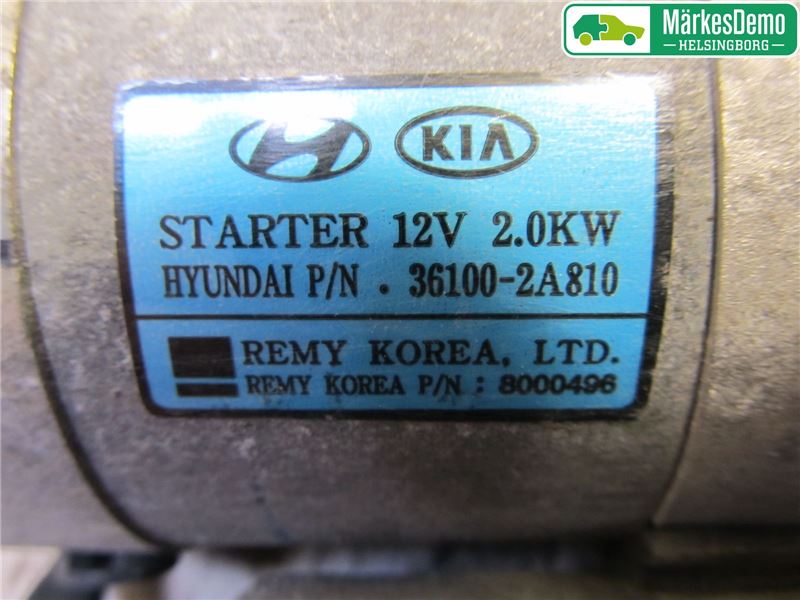 MärkesDemo
HELSINGBORG
KIA
STARTER 12V 2.0KW
HYUNDAI P/N . 36100-2A810
REMY KOREA, LTD.
REMY KOREA P/N : 8000496